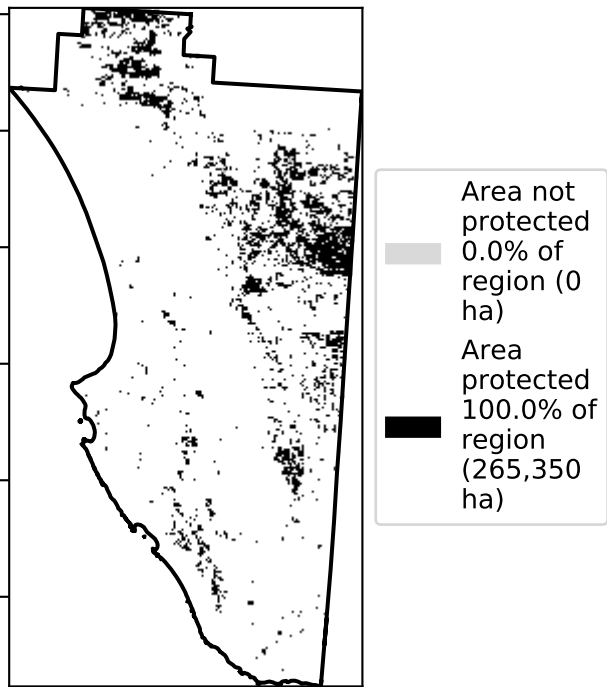 Area not
protected
0.0% of
region (0
ha)
Area
protected
100.0% of
region
(265,350
ha)